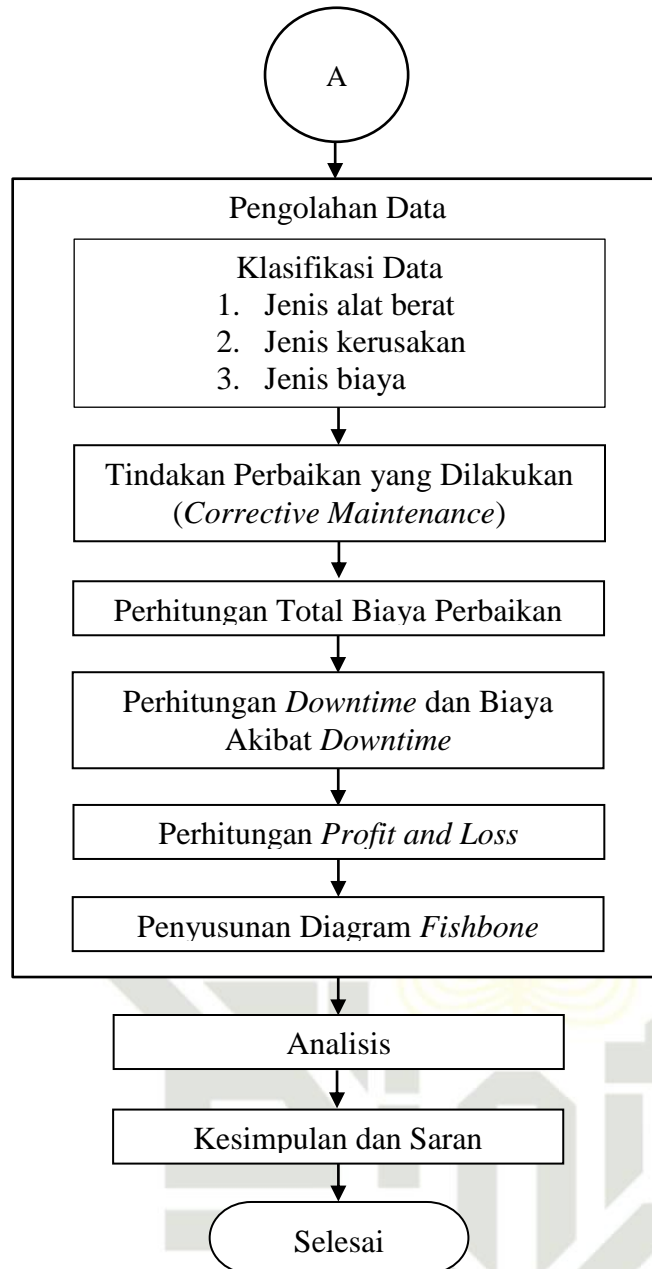 A
Pengolahan Data
Klasifikasi Data
1. Jenis alat berat
2. Jenis kerusakan
3. Jenis biaya
Tindakan Perbaikan yang Dilakukan
(Corrective Maintenance)
Perhitungan Total Biaya Perbaikan
Perhitungan Downtime dan Biaya
Akibat Downtime
Perhitungan Profit and Loss
Penyusunan Diagram Fishbone
Analisis
Kesimpulan dan Saran
Selesai